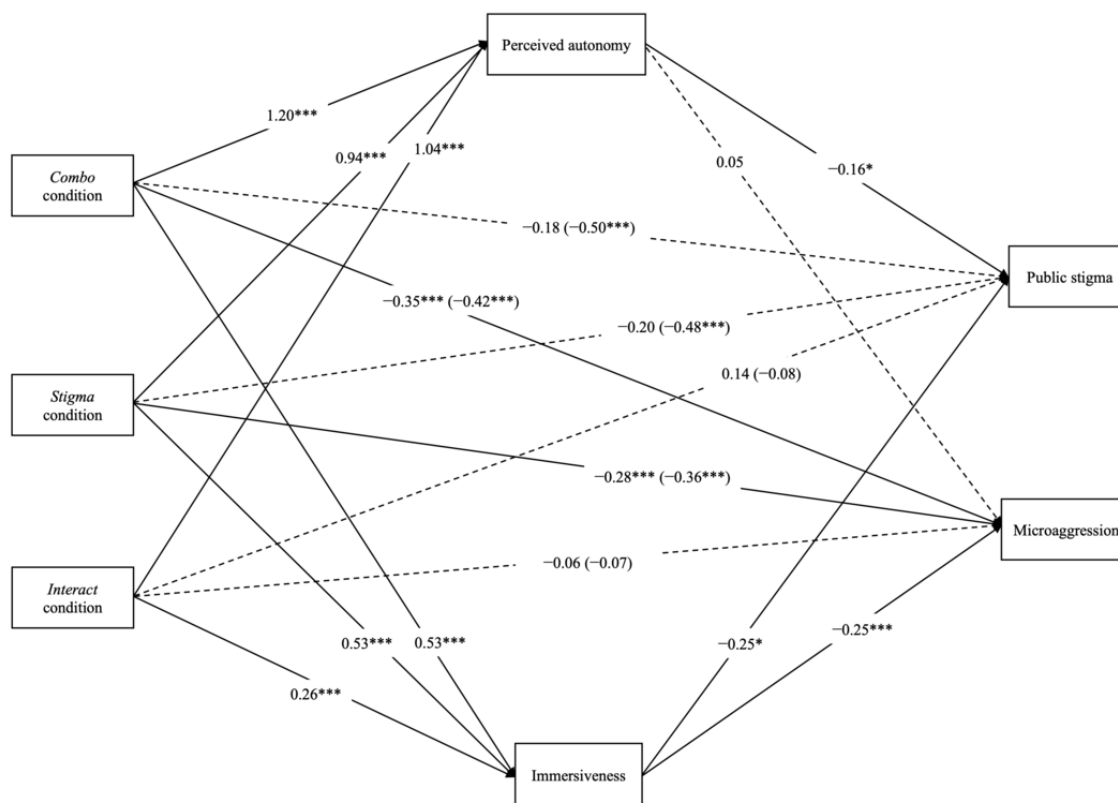 Perceived autonomy
1.20***
1.04***
0.94***
0.05
−0.16*
Combo
condition
−0.18 (−0.50***)
Public stigma
−0.35*** (−0.42***)
−0.20 (−0.48***)
0.14 (−0.08)
Stigma
condition
−0.28*** (−0.36***)
Microaggression
−0.06 (−0.07)
Interact
condition
0.53***
0.53***
−0.25*
−0.25***
0.26***
Immersiveness